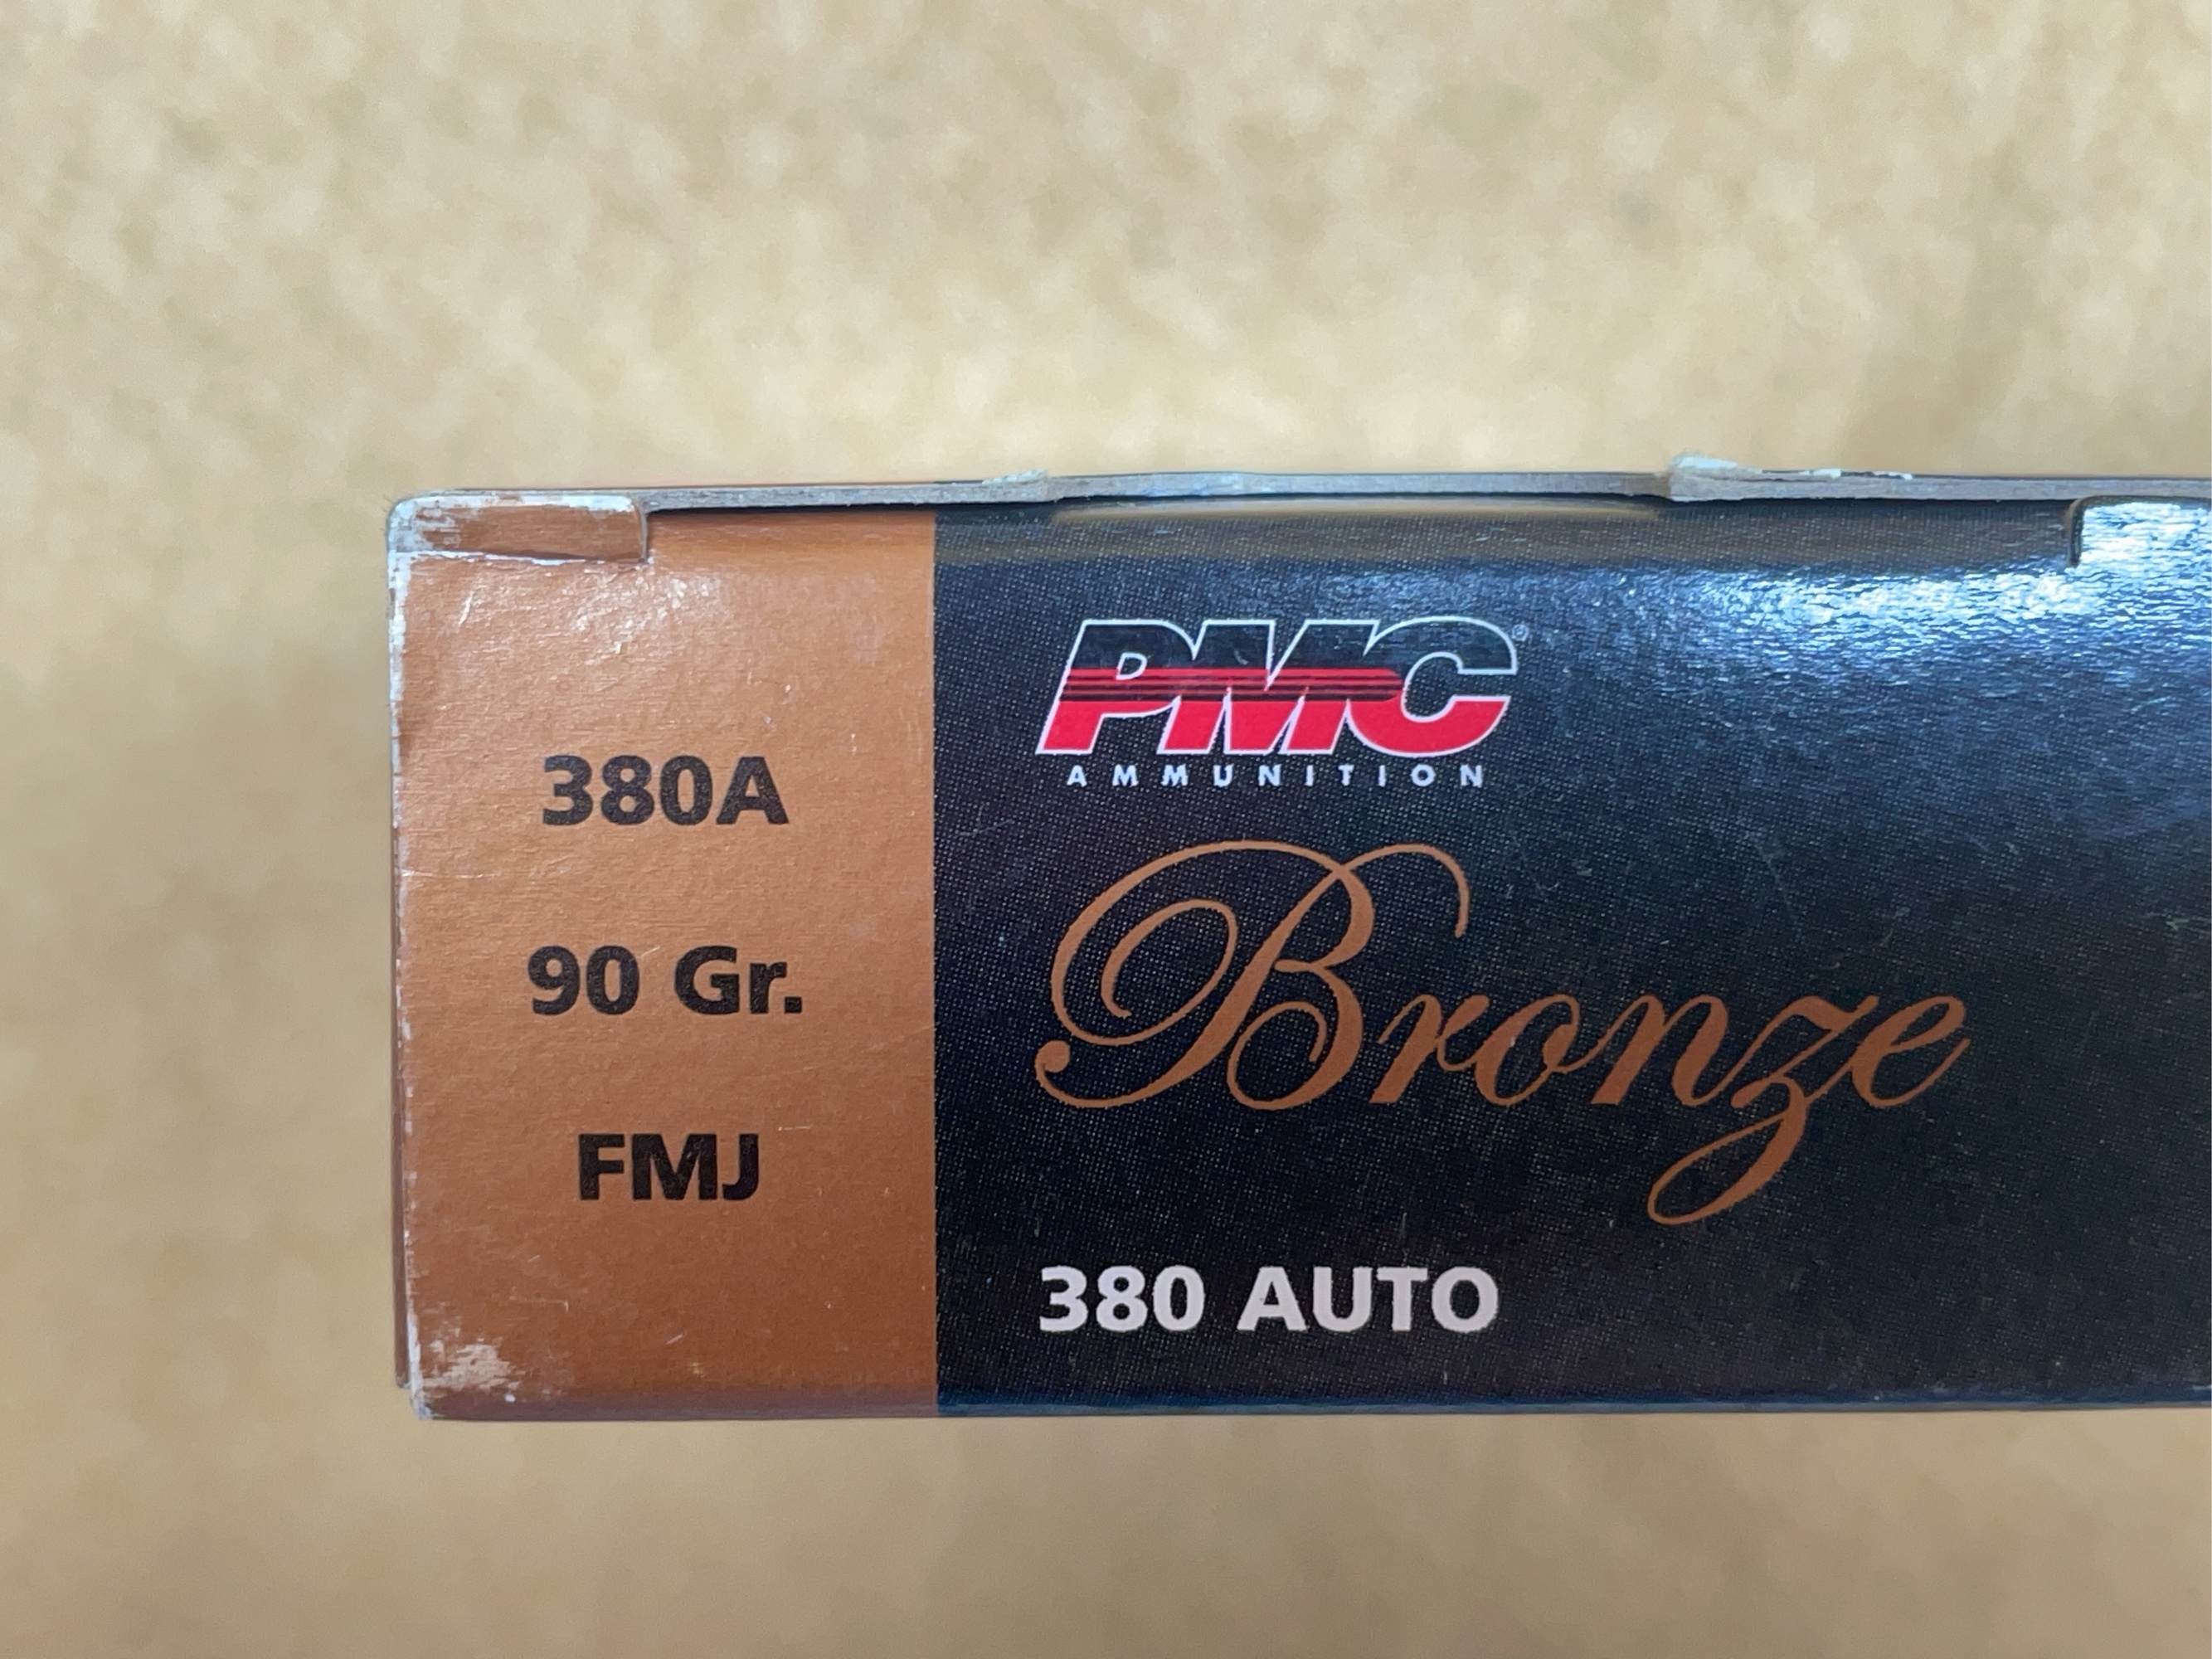 380A
90 Gr.
FMJ
PMC®
AMMUNITION
Bronze
380 AUTO